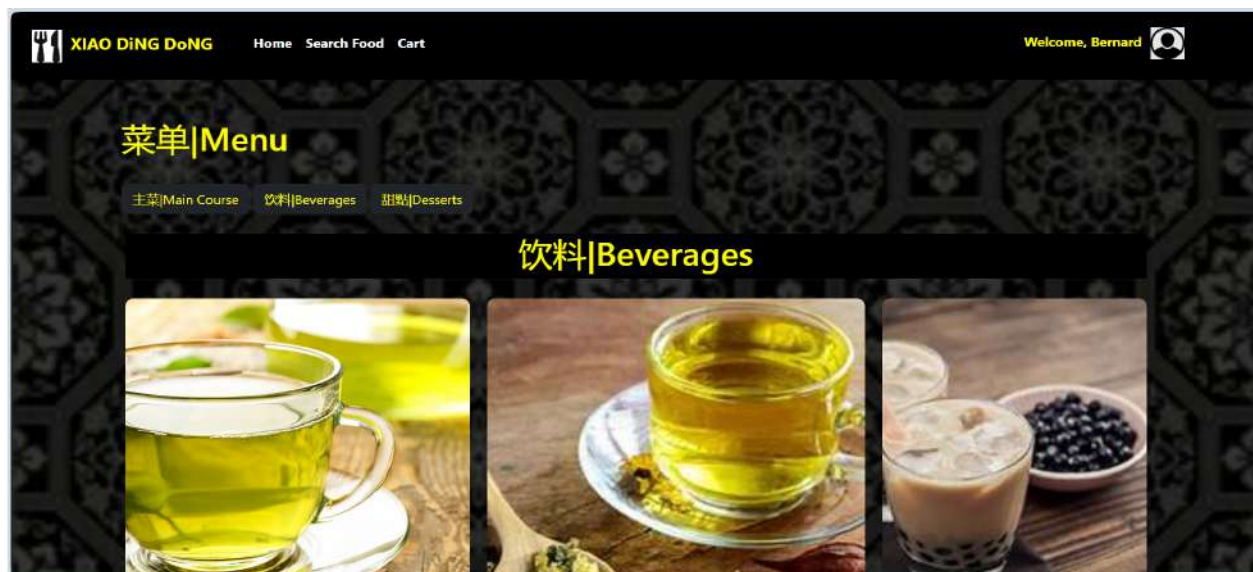 XIAO DiNG DoNG Home Search Food Cart Welcome, Bernard
菜单|Menu
主菜|Main Course 饮料|Beverages 甜點|Desserts
饮料|Beverages